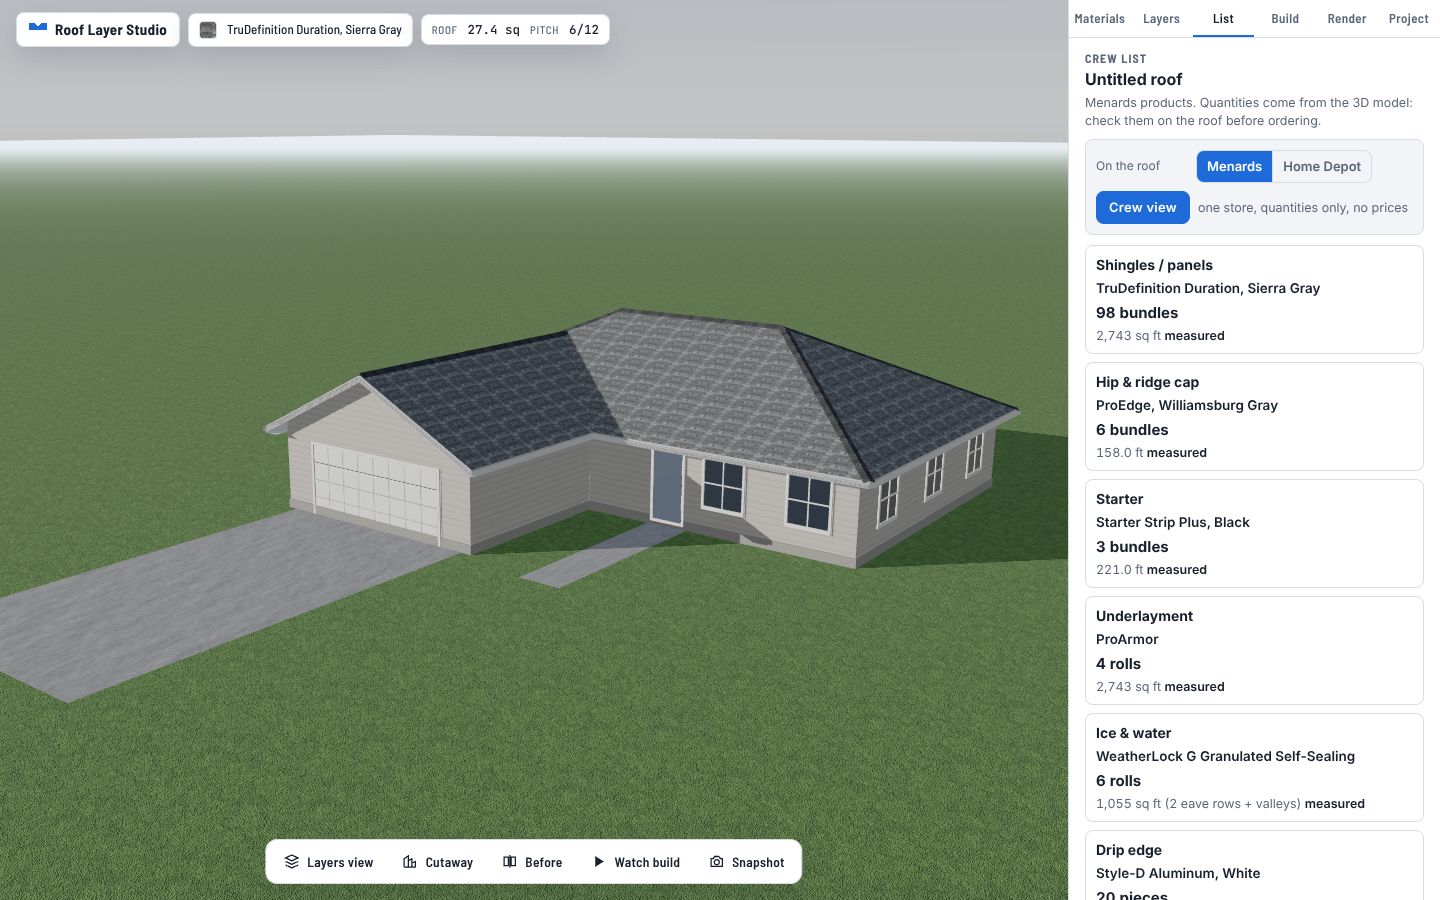 Roof Layer Studio
TruDefinition Duration, Sierra Gray
ROOF 27.4 sq PITCH 6/12
Materials Layers List Build Render Project
CREW LIST
Untitled roof
Menards products. Quantities come from the 3D model:
check them on the roof before ordering.
On the roof Menards Home Depot
Crew view one store, quantities only, no prices
Shingles / panels
TruDefinition Duration, Sierra Gray
98 bundles
2,743 sq ft measured
Hip & ridge cap
ProEdge, Williamsburg Gray
6 bundles
158.0 ft measured
Starter
Starter Strip Plus, Black
3 bundles
221.0 ft measured
Underlayment
ProArmor
4 rolls
2,743 sq ft measured
Ice & water
WeatherLock G Granulated Self-Sealing
6 rolls
1,055 sq ft (2 eave rows + valleys) measured
Drip edge
Style-D Aluminum, White
20 pieces
Layers view Cutaway Before Watch build Snapshot